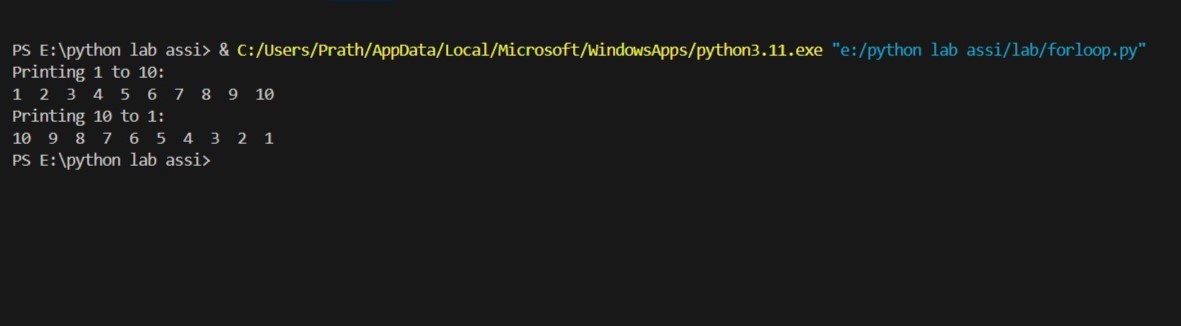 PS E:\python lab assi> & C:/Users/Prath/AppData/Local/Microsoft/WindowsApps/python3.11.exe "e:/python lab assi/lab/forloop.py"
Printing 1 to 10:
1  2  3  4  5  6  7  8  9  10
Printing 10 to 1:
10  9  8  7  6  5  4  3  2  1
PS E:\python lab assi>